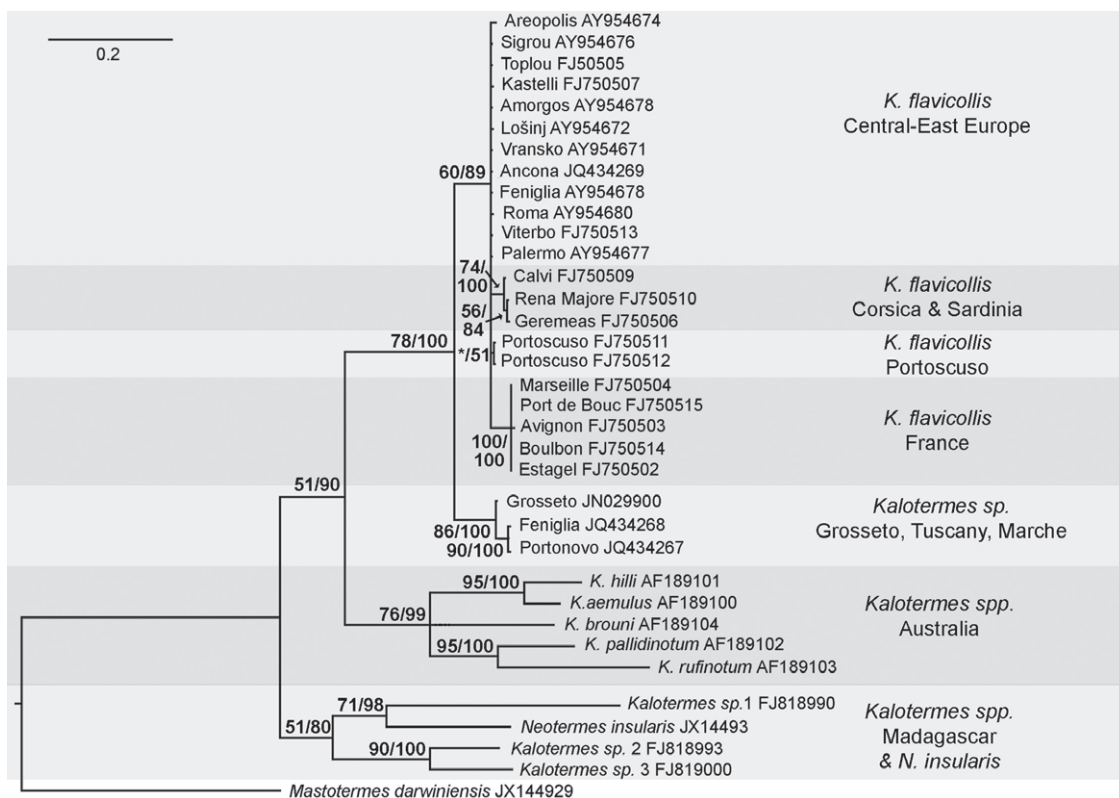 0.2
Areopolis AY954674
Sigrou AY954676
Toplou FJ50505
Kastelli FJ750507
Amorgos AY954678
Lošinj AY954672
Vransko AY954671
Ancona JQ434269
Feniglia AY954678
Roma AY954680
Viterbo FJ750513
Palermo AY954677
K. flavicollis
Central-East Europe
60/89
Calvi FJ750509
Rena Majore FJ750510
Geremeas FJ750506
74/
100
56/
84
K. flavicollis
Corsica & Sardinia
78/100
*/51
Portoscuso FJ750511
Portoscuso FJ750512
K. flavicollis
Portoscuso
Marseille FJ750504
Port de Bouc FJ750515
Avignon FJ750503
Boulbon FJ750514
Estagel FJ750502
100/
100
K. flavicollis
France
51/90
Grosseto JN029900
Feniglia JQ434268
Portonovo JQ434267
86/100
90/100
Kalotermes sp.
Grosseto, Tuscany, Marche
95/100
K. hilli AF189101
K.aemulus AF189100
76/99
K. brouni AF189104
95/100
K. pallidinotum AF189102
K. rufinotum AF189103
Kalotermes spp.
Australia
71/98
Kalotermes sp.1 FJ818990
Neotermes insularis JX14493
51/80
90/100
Kalotermes sp. 2 FJ818993
Kalotermes sp. 3 FJ819000
Kalotermes spp.
Madagascar
& N. insularis
Mastotermes darwiniensis JX144929